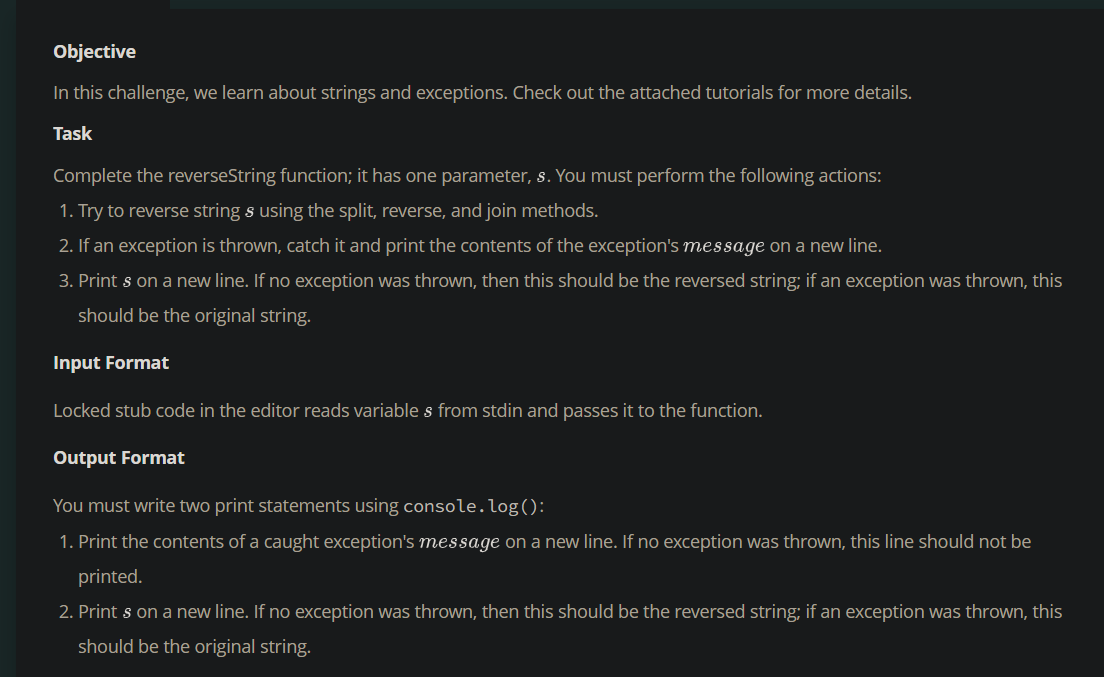 Objective
In this challenge, we learn about strings and exceptions. Check out the attached tutorials for more details.
Task
Complete the reverseString function; it has one parameter, s. You must perform the following actions:
1. Try to reverse string s using the split, reverse, and join methods.
2. If an exception is thrown, catch it and print the contents of the exception's message on a new line.
3. Print s on a new line. If no exception was thrown, then this should be the reversed string; if an exception was thrown, this
should be the original string.
Input Format
Locked stub code in the editor reads variable s from stdin and passes it to the function.
Output Format
You must write two print statements using console.log():
1. Print the contents of a caught exception's message on a new line. If no exception was thrown, this line should not be
printed.
2. Print s on a new line. If no exception was thrown, then this should be the reversed string; if an exception was thrown, this
should be the original string.